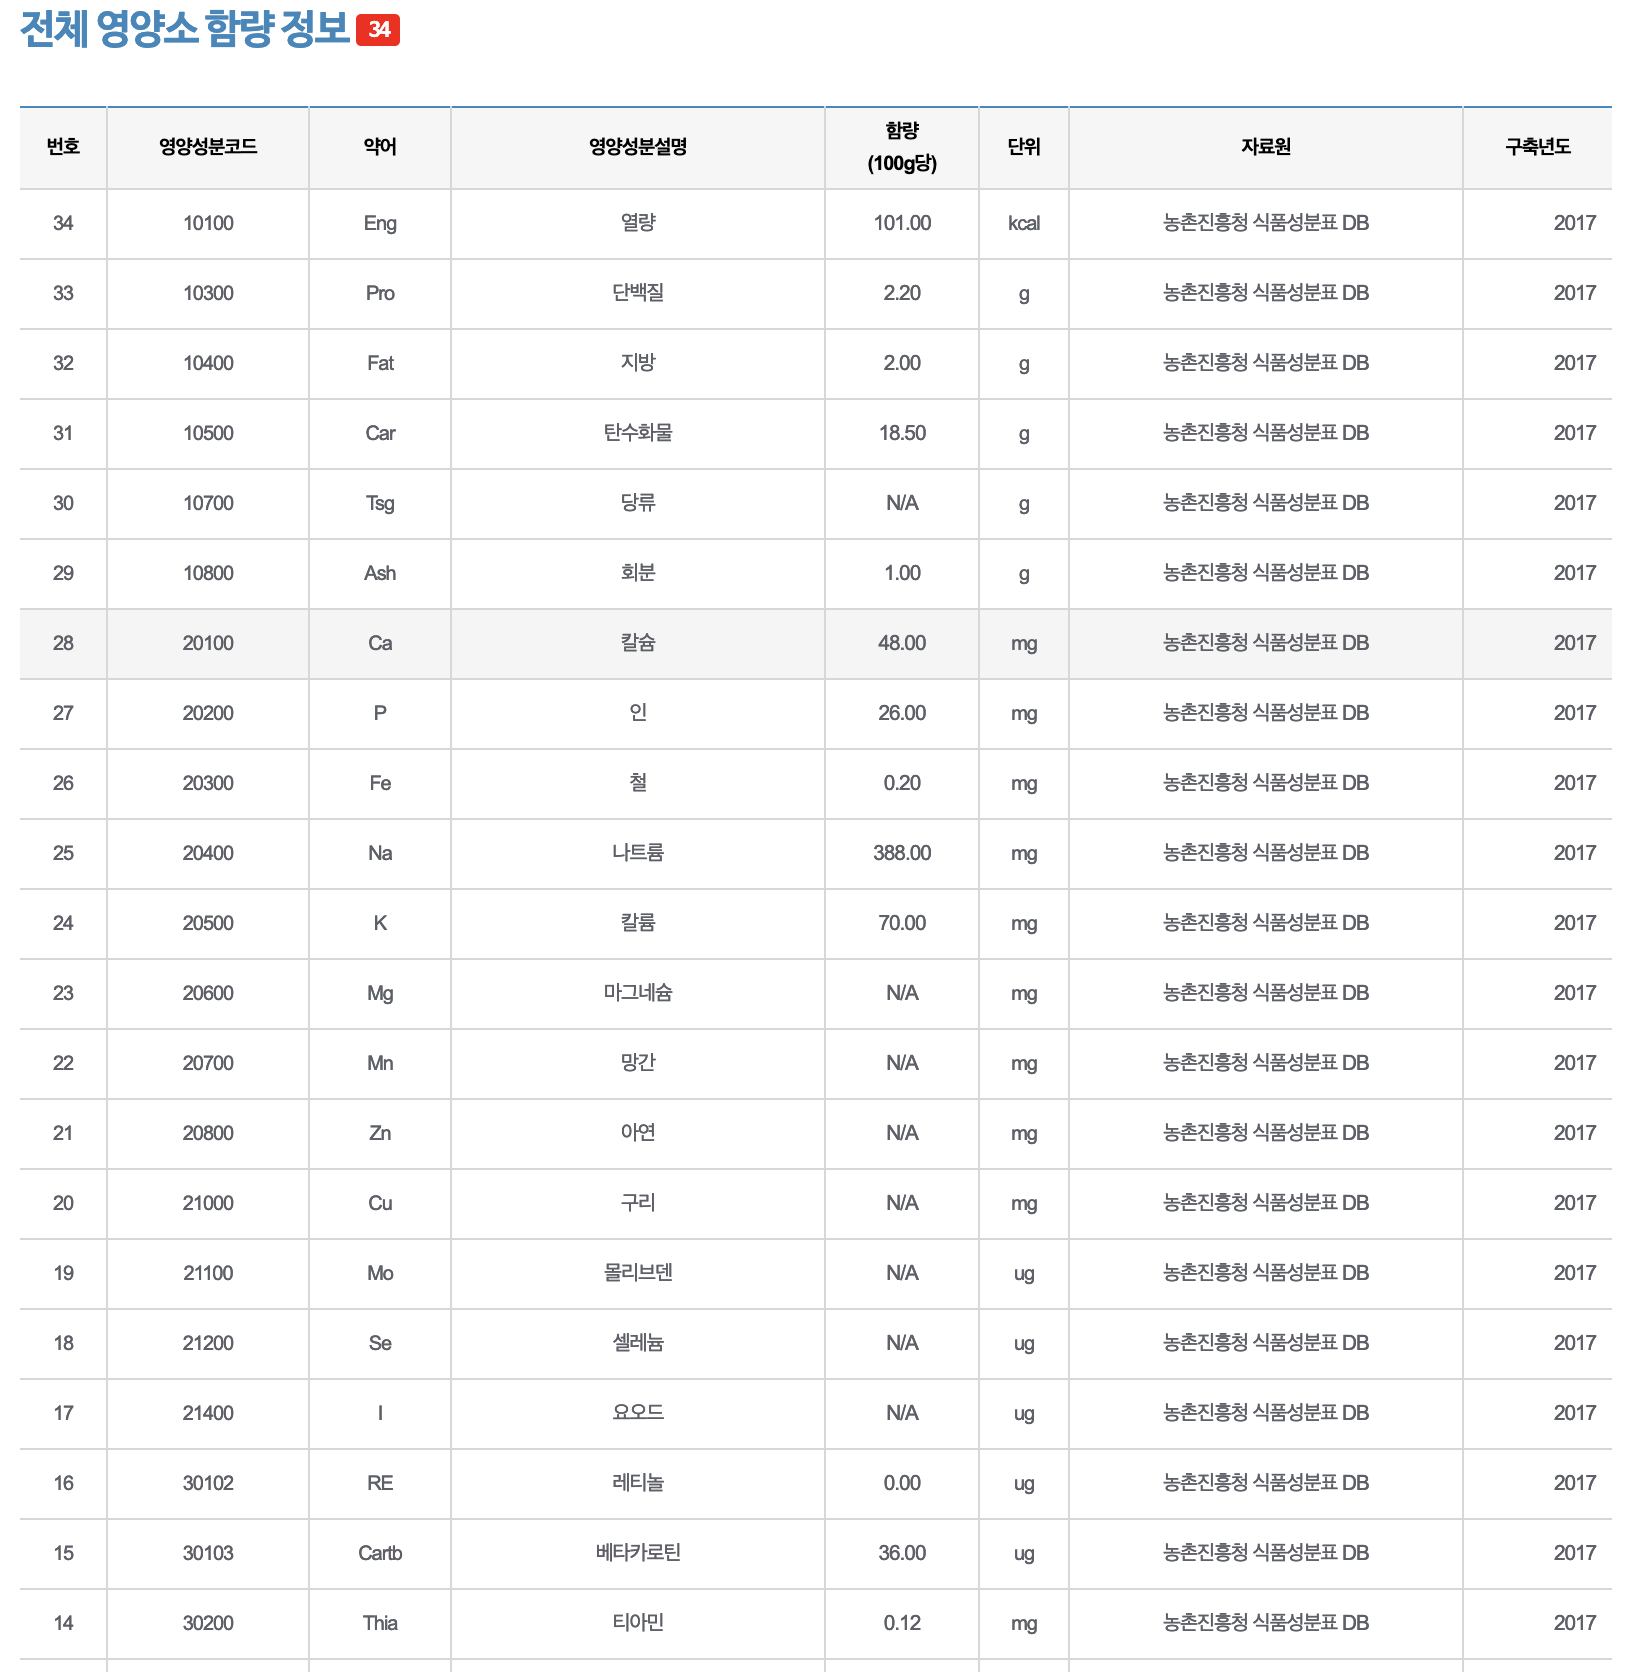 전체 영양소 함량 정보 34
번호 영양성분코드 약어 영양성분설명 함량 (100g당) 단위 자료원 구축년도
34 10100 Eng 열량 101.00 kcal 농촌진흥청 식품성분표 DB 2017
33 10300 Pro 단백질 2.20 g 농촌진흥청 식품성분표 DB 2017
32 10400 Fat 지방 2.00 g 농촌진흥청 식품성분표 DB 2017
31 10500 Car 탄수화물 18.50 g 농촌진흥청 식품성분표 DB 2017
30 10700 Tsg 당류 N/A g 농촌진흥청 식품성분표 DB 2017
29 10800 Ash 회분 1.00 g 농촌진흥청 식품성분표 DB 2017
28 20100 Ca 칼슘 48.00 mg 농촌진흥청 식품성분표 DB 2017
27 20200 P 인 26.00 mg 농촌진흥청 식품성분표 DB 2017
26 20300 Fe 철 0.20 mg 농촌진흥청 식품성분표 DB 2017
25 20400 Na 나트륨 388.00 mg 농촌진흥청 식품성분표 DB 2017
24 20500 K 칼륨 70.00 mg 농촌진흥청 식품성분표 DB 2017
23 20600 Mg 마그네슘 N/A mg 농촌진흥청 식품성분표 DB 2017
22 20700 Mn 망간 N/A mg 농촌진흥청 식품성분표 DB 2017
21 20800 Zn 아연 N/A mg 농촌진흥청 식품성분표 DB 2017
20 21000 Cu 구리 N/A mg 농촌진흥청 식품성분표 DB 2017
19 21100 Mo 몰리브덴 N/A ug 농촌진흥청 식품성분표 DB 2017
18 21200 Se 셀레늄 N/A ug 농촌진흥청 식품성분표 DB 2017
17 21400 I 요오드 N/A ug 농촌진흥청 식품성분표 DB 2017
16 30102 RE 레티놀 0.00 ug 농촌진흥청 식품성분표 DB 2017
15 30103 Cartb 베타카로틴 36.00 ug 농촌진흥청 식품성분표 DB 2017
14 30200 Thia 티아민 0.12 mg 농촌진흥청 식품성분표 DB 2017